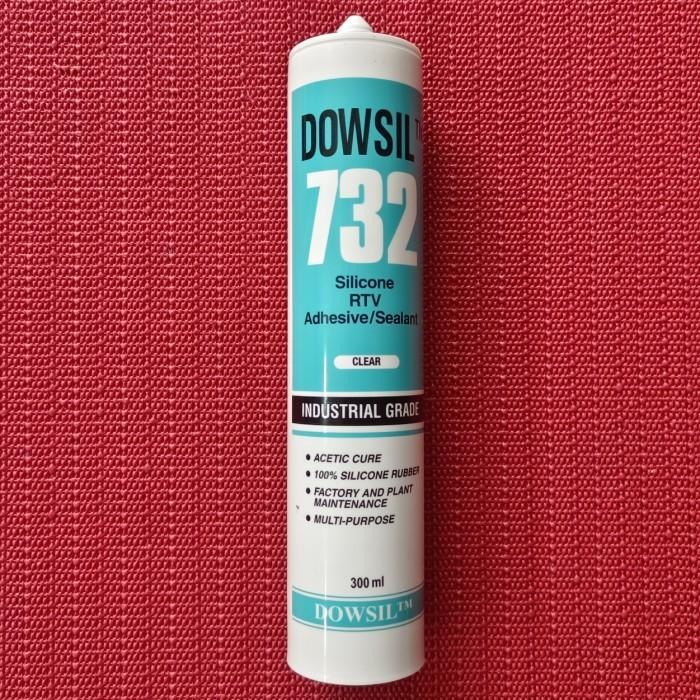 DOWSIL™
732
Silicone
RTV
Adhesive/Sealant
CLEAR
INDUSTRIAL GRADE
• ACETIC CURE
• 100% SILICONE RUBBER
• FACTORY AND PLANT
MAINTENANCE
• MULTI-PURPOSE
300 ml
DOWSIL™